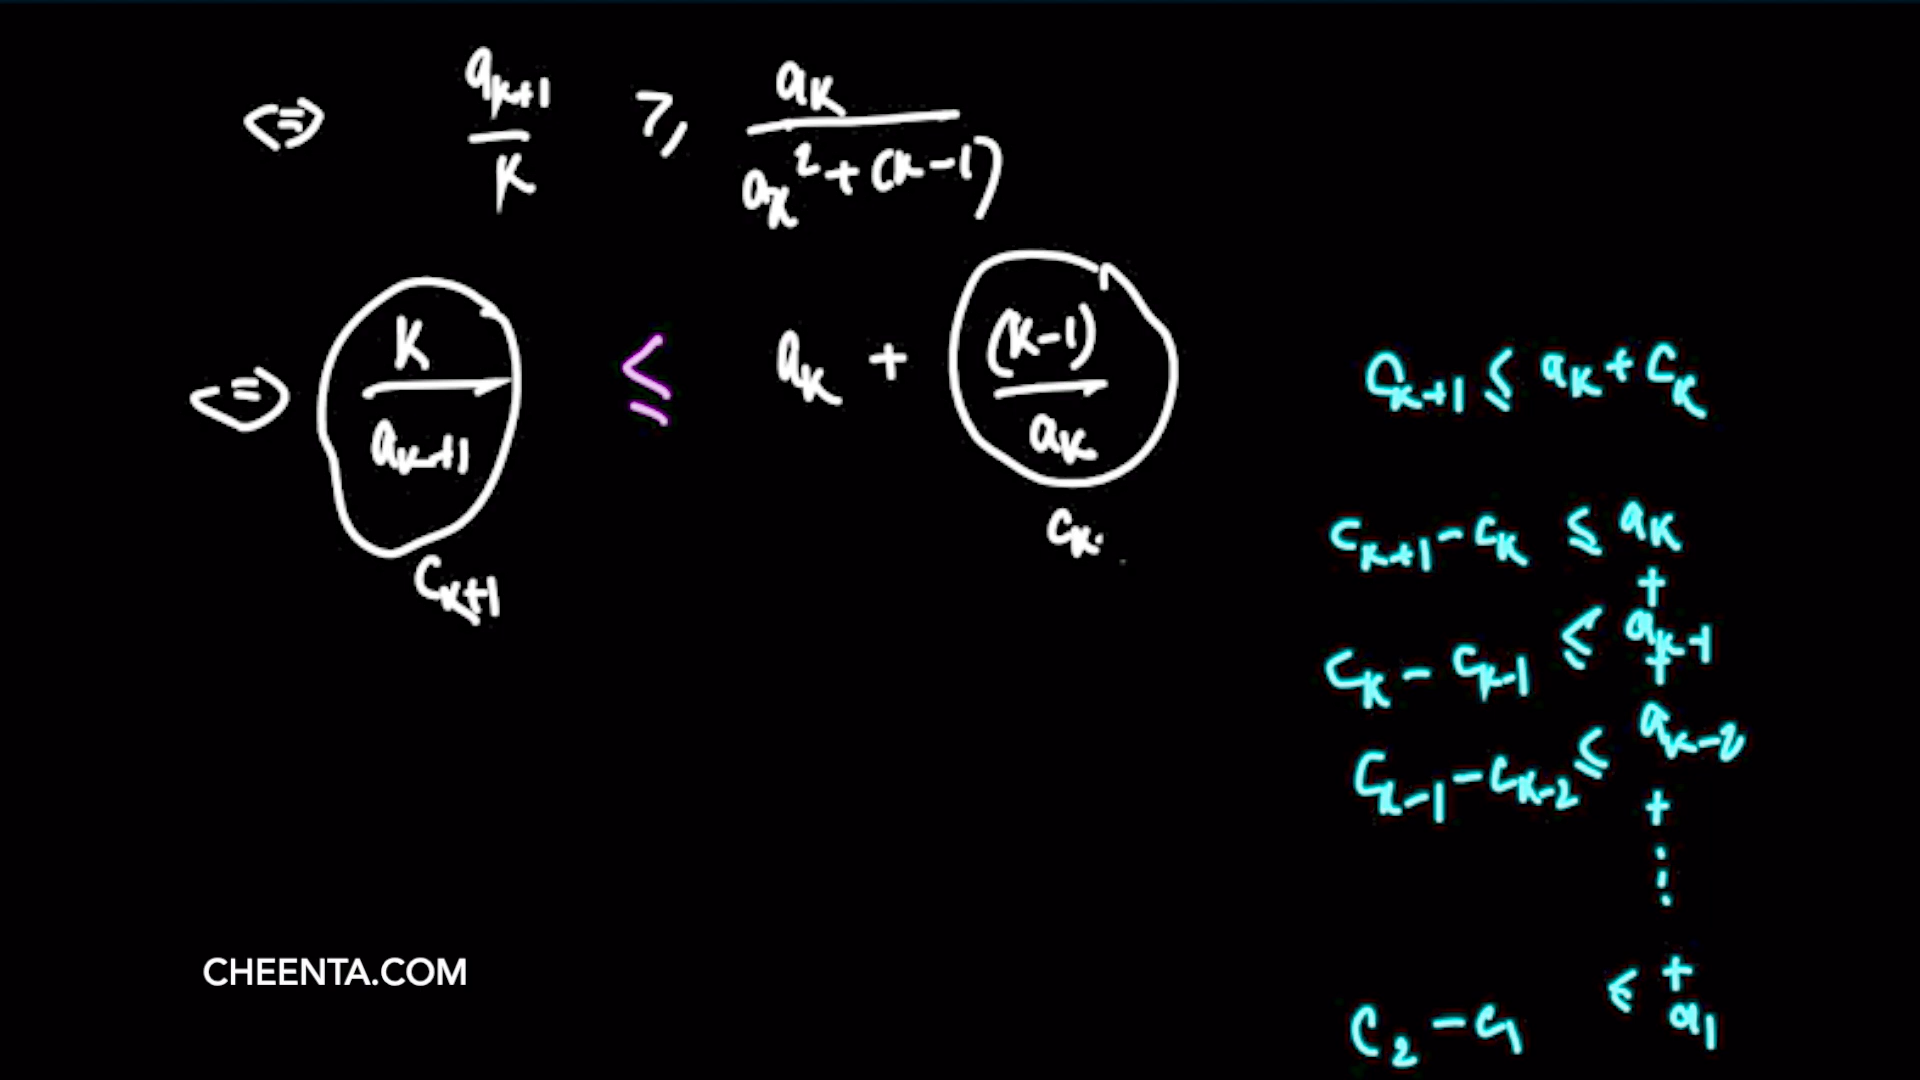 ⇔ a_{k+1}/k ≥ a_k/(a_k^2+(k-1))
⇔ k/a_{k+1} ≤ a_k + (k-1)/a_k
c_{k+1} c_k
c_{k+1} ≤ a_k + c_k
c_{k+1} - c_k ≤ a_k
+
c_k - c_{k-1} ≤ a_{k-1}
+
c_{k-1} - c_{k-2} ≤ a_{k-2}
+
⋮
+
c_2 - c_1 ≤ a_1
CHEENTA.COM